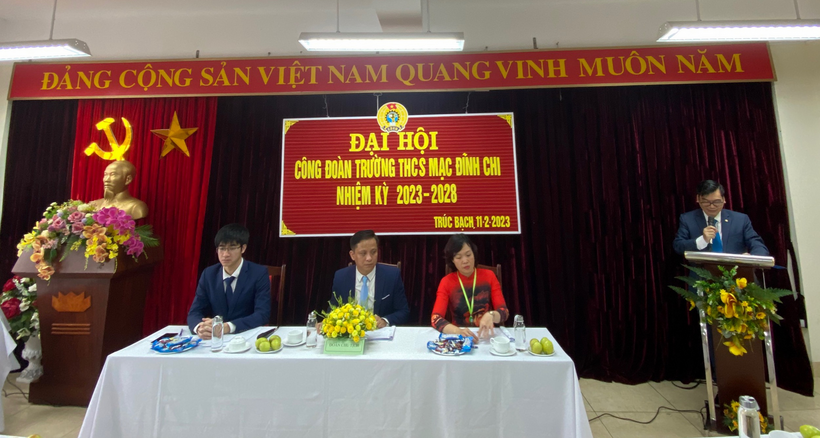 ĐẢNG CỘNG SẢN VIỆT NAM QUANG VINH MUÔN NĂM
ĐẠI HỘI
CÔNG ĐOÀN TRƯỜNG THCS MẠC ĐĨNH CHI
NHIỆM KỲ 2023-2028
TRÚC BẠCH, 11-2-2023